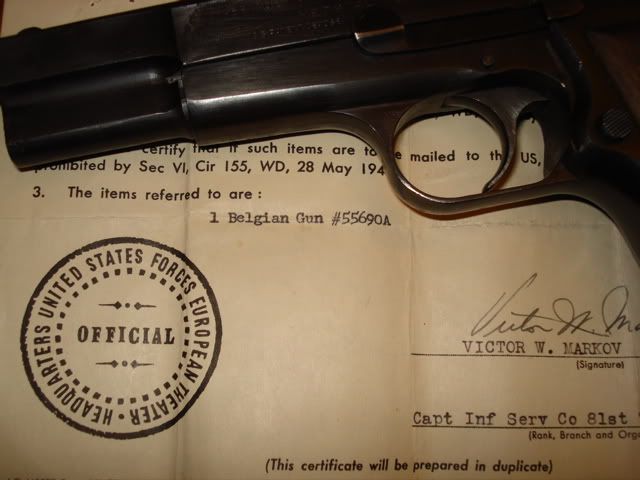 certify that if such items are to be mailed to the US,
prohibited by Sec VI, Cir 155, WD, 28 May 194
3. The items referred to are :
1 Belgian Gun #55690A
HEADQUARTERS UNITED STATES FORCES EUROPEAN THEATER
OFFICIAL
Victor W. Ma
VICTOR W. MARKOV
(Signature)
Capt Inf Serv Co 81st
(Rank, Branch and Org
(This certificate will be prepared in duplicate)